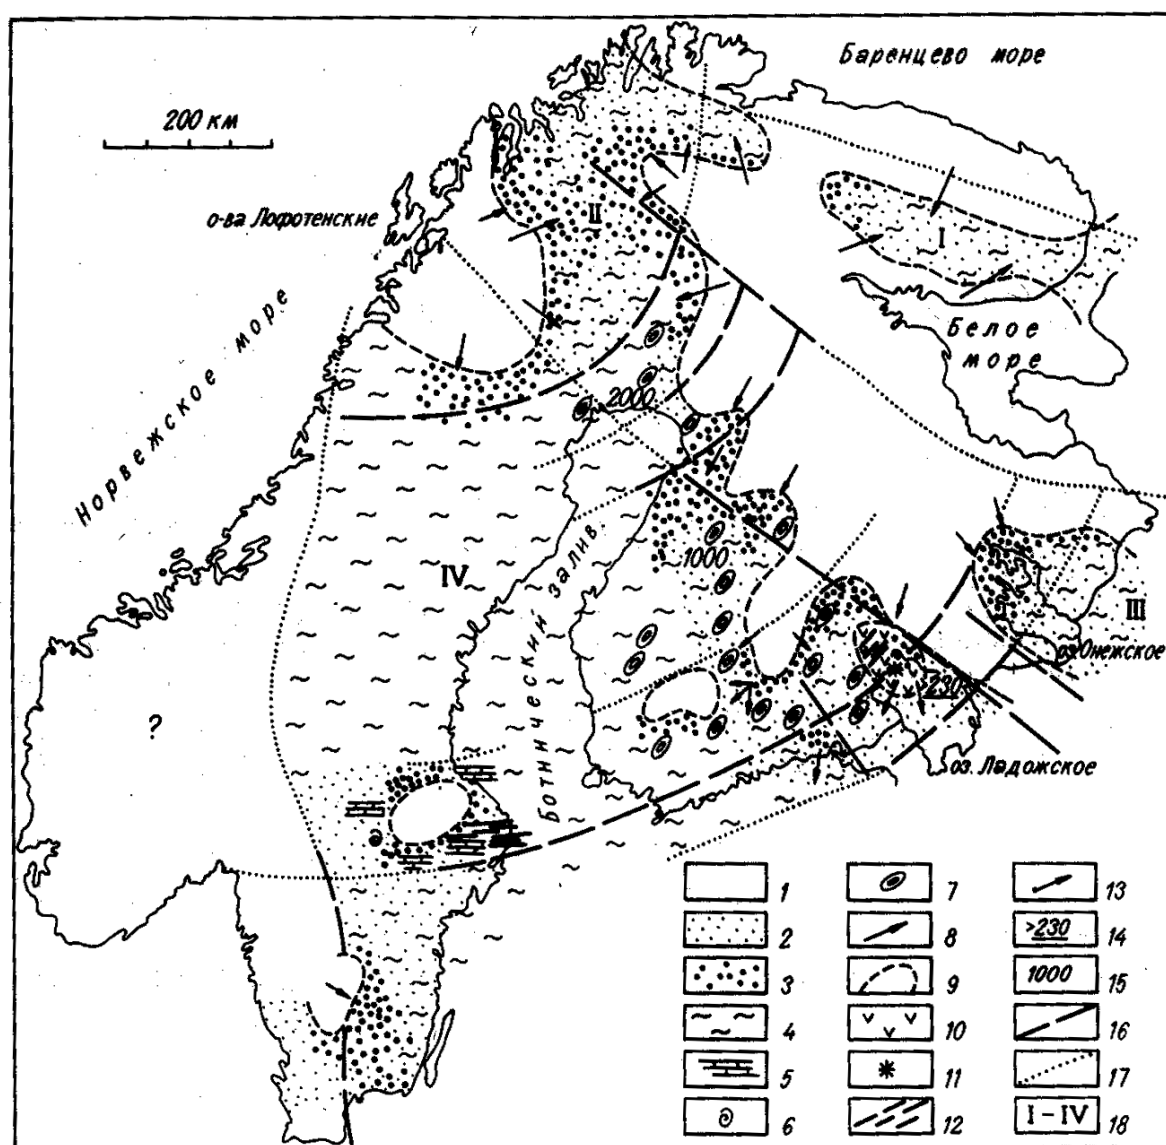 Баренцево море
200 км
о-ва Лофотенские
II
I
Белое
море
Норвежское море
2000
1000
IV
Ботнический залив
III
оз. Онежское
230
?
оз. Ладожское
1
2
3
4
5
6
7
8
9
10
11
12
13
>230 14
1000 15
16
17
I – IV 18